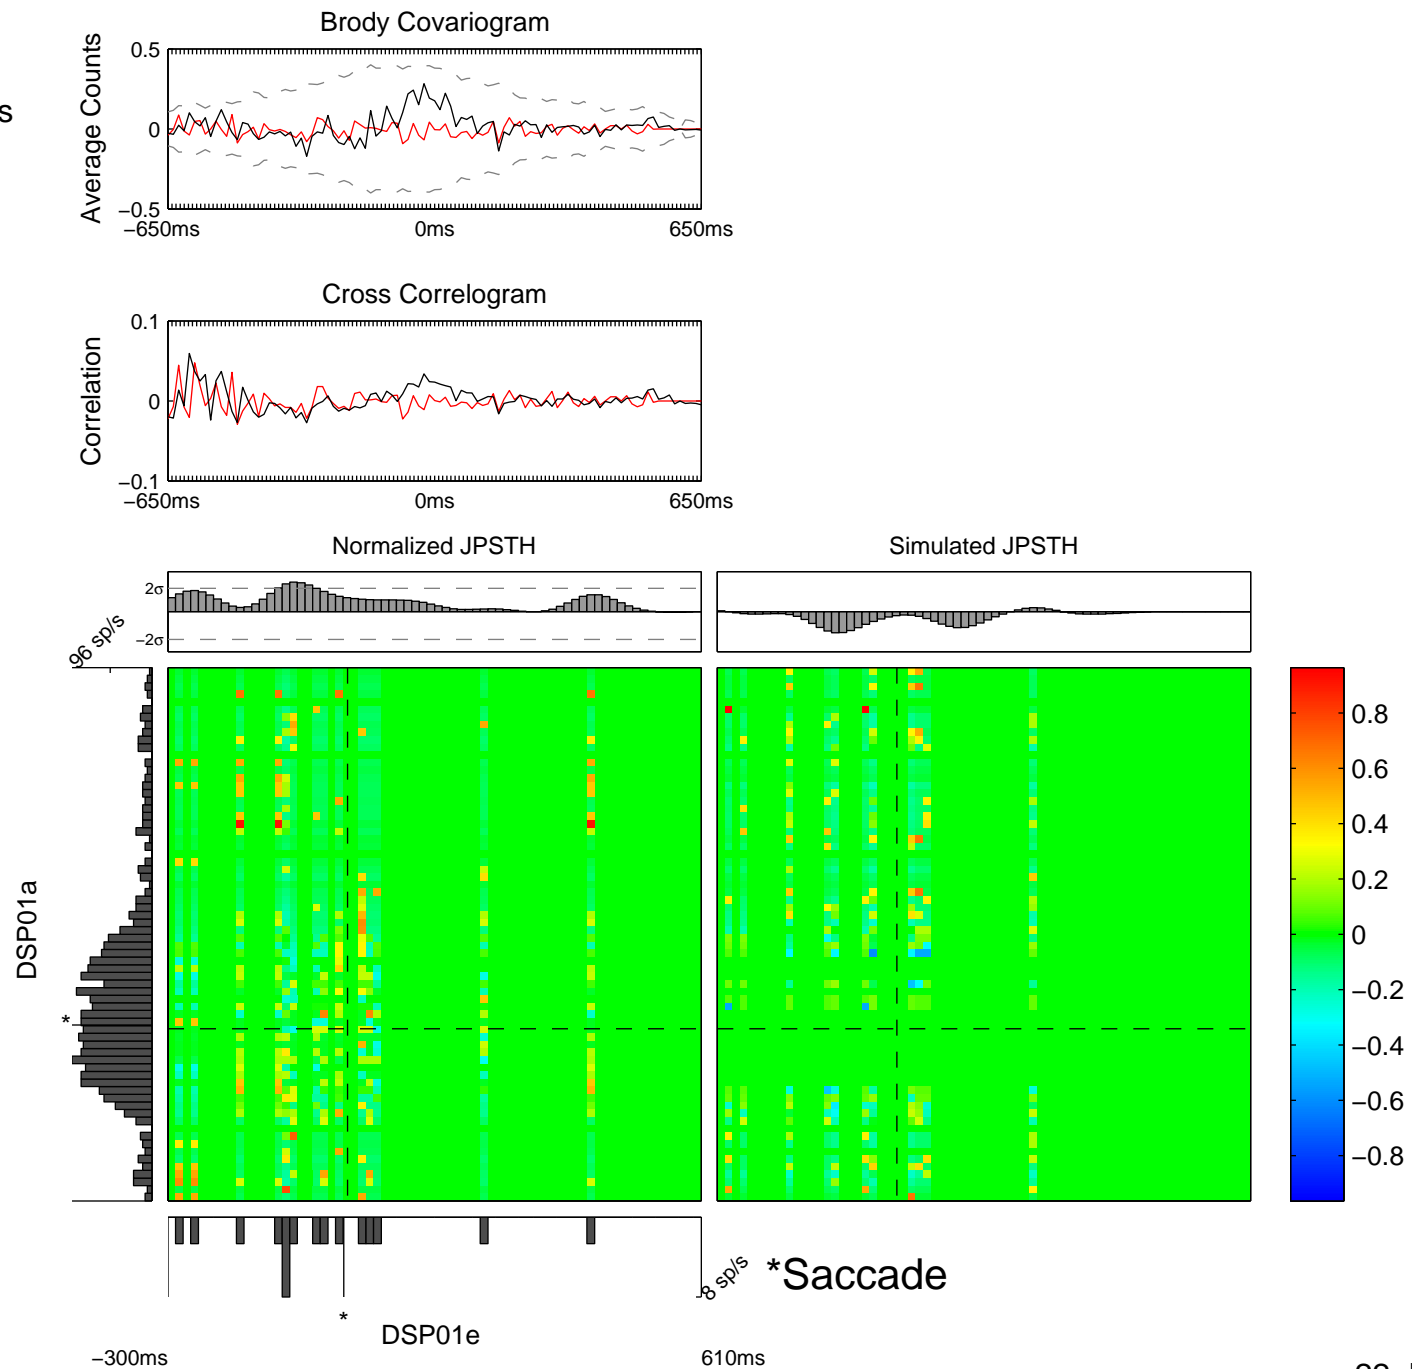 Brody Covariogram
s
Average Counts
0.5
0
−0.5
−650ms 0ms 650ms
Cross Correlogram
Correlation
0.1
0
−0.1
−650ms 0ms 650ms
Normalized JPSTH Simulated JPSTH
2σ
−2σ
96 sp/s
DSP01a
*
0.8
0.6
0.4
0.2
0
−0.2
−0.4
−0.6
−0.8
8 sp/s
*Saccade
*
DSP01e
−300ms 610ms